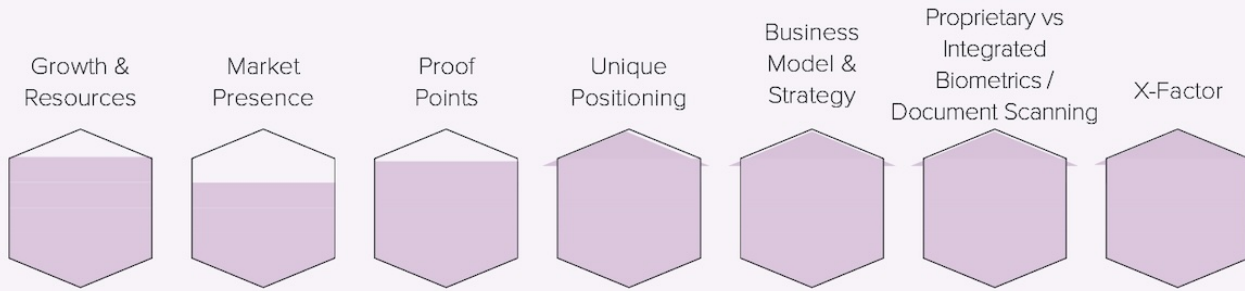 Growth &
Resources
Market
Presence
Proof
Points
Unique
Positioning
Business
Model &
Strategy
Proprietary vs
Integrated
Biometrics /
Document Scanning
X-Factor